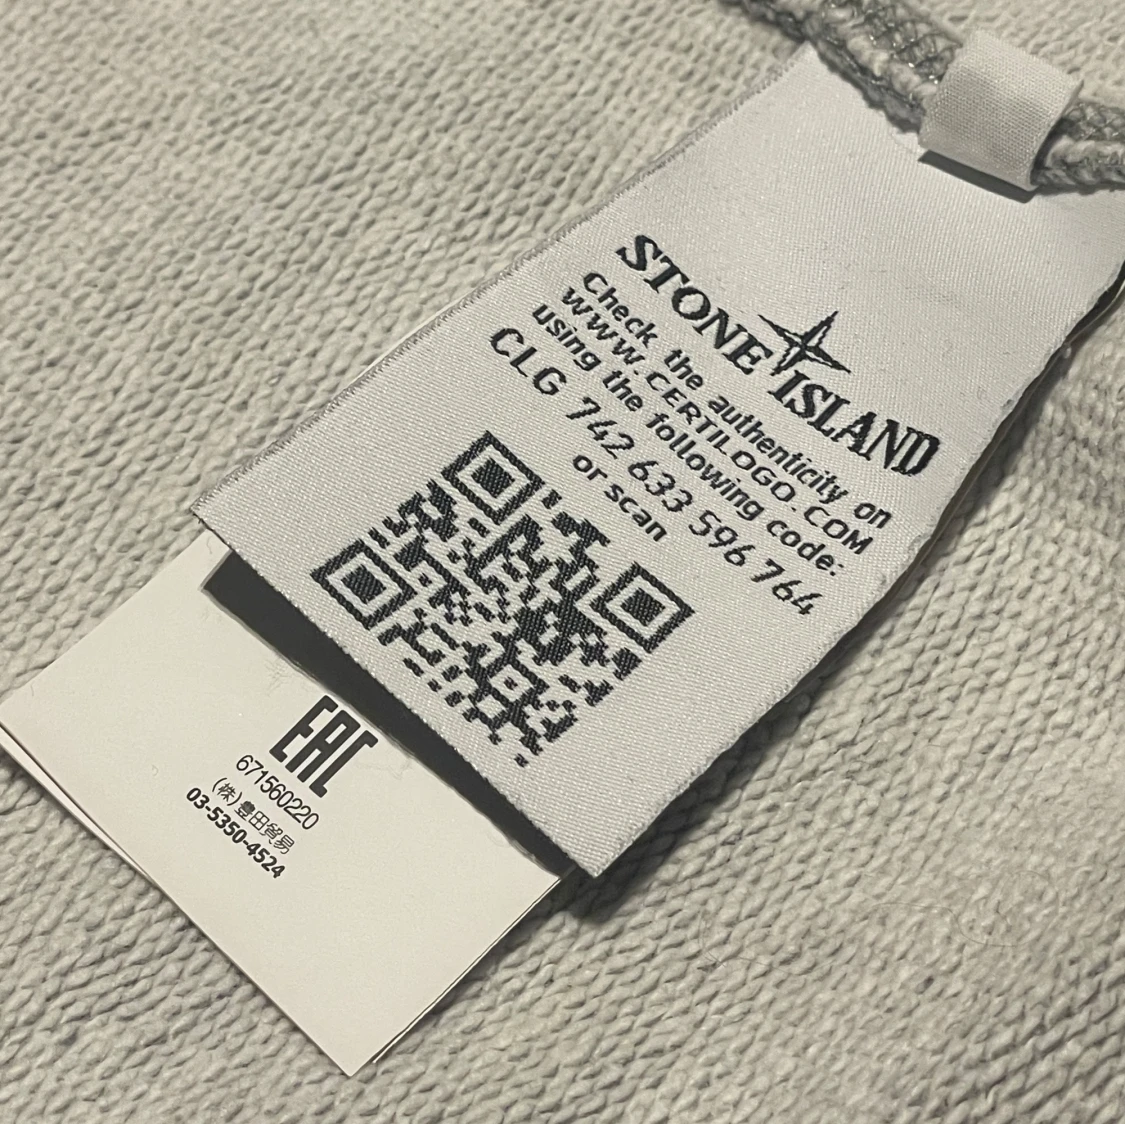 STONE ISLAND
Check the authenticity on
WWW.CERTILOGO.COM
using the following code:
CLG 742 633 596 764
or scan
EAC
671560220
(株)豊田貿易
03-5350-4524